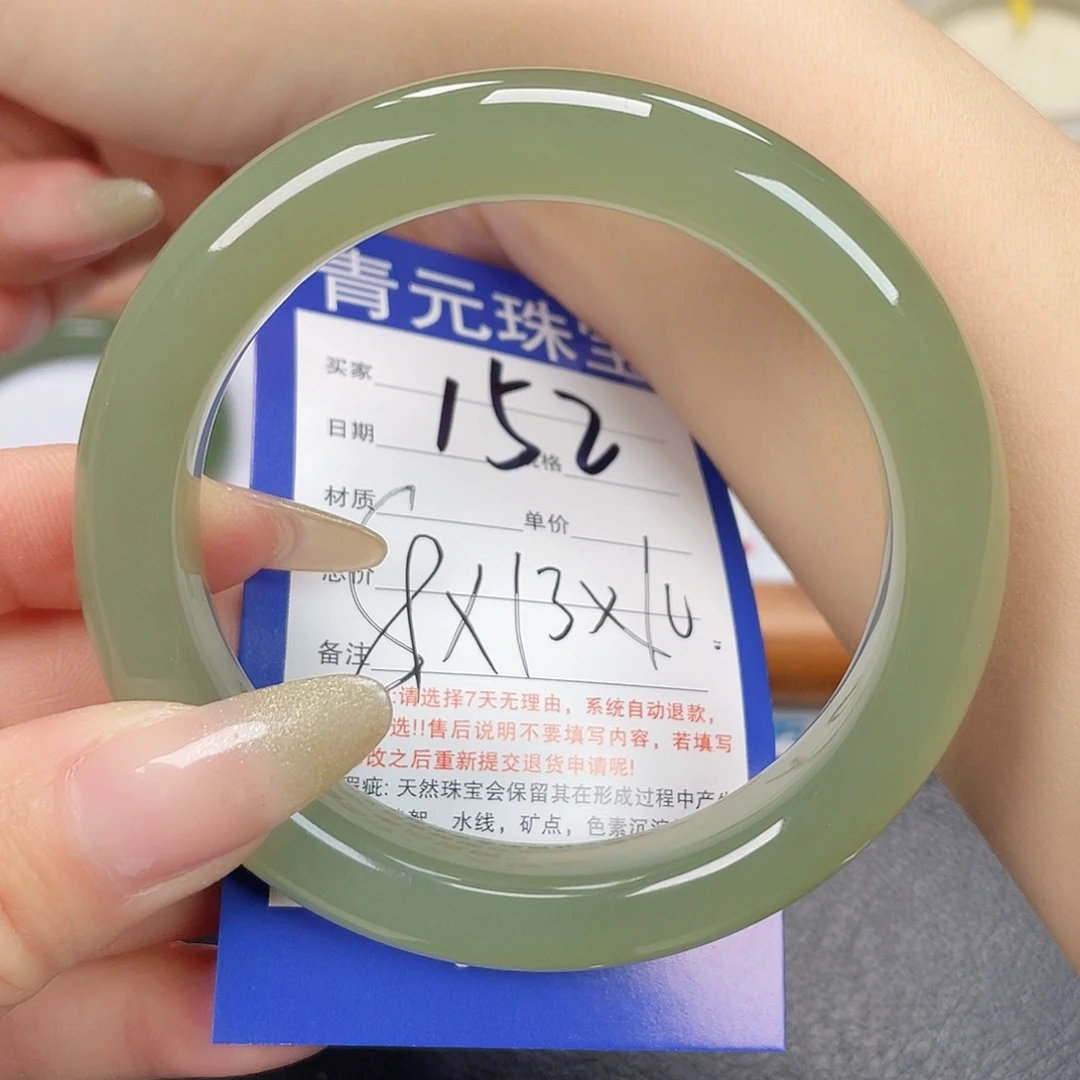 青元珠宝
买家
152
日期 格
材质 单价
总价
8x13x10
备注
:请选择7天无理由，系统自动退款，
选!!售后说明不要填写内容，若填写
改之后重新提交退货申请呢!
瑕疵: 天然珠宝会保留其在形成过程中产生
水线，矿点，色素沉淀